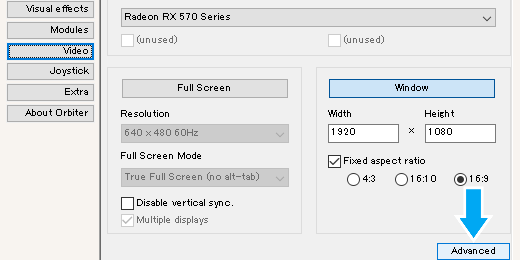 Visual effects
Modules
Video
Joystick
Extra
About Orbiter
Radeon RX 570 Series
(unused) (unused)
Full Screen
Resolution
640 × 480 60Hz
Full Screen Mode
True Full Screen (no alt-tab)
Disable vertical sync.
Multiple displays
Window
Width Height
1920 × 1080
Fixed aspect ratio
4:3 16:10 16:9
Advanced